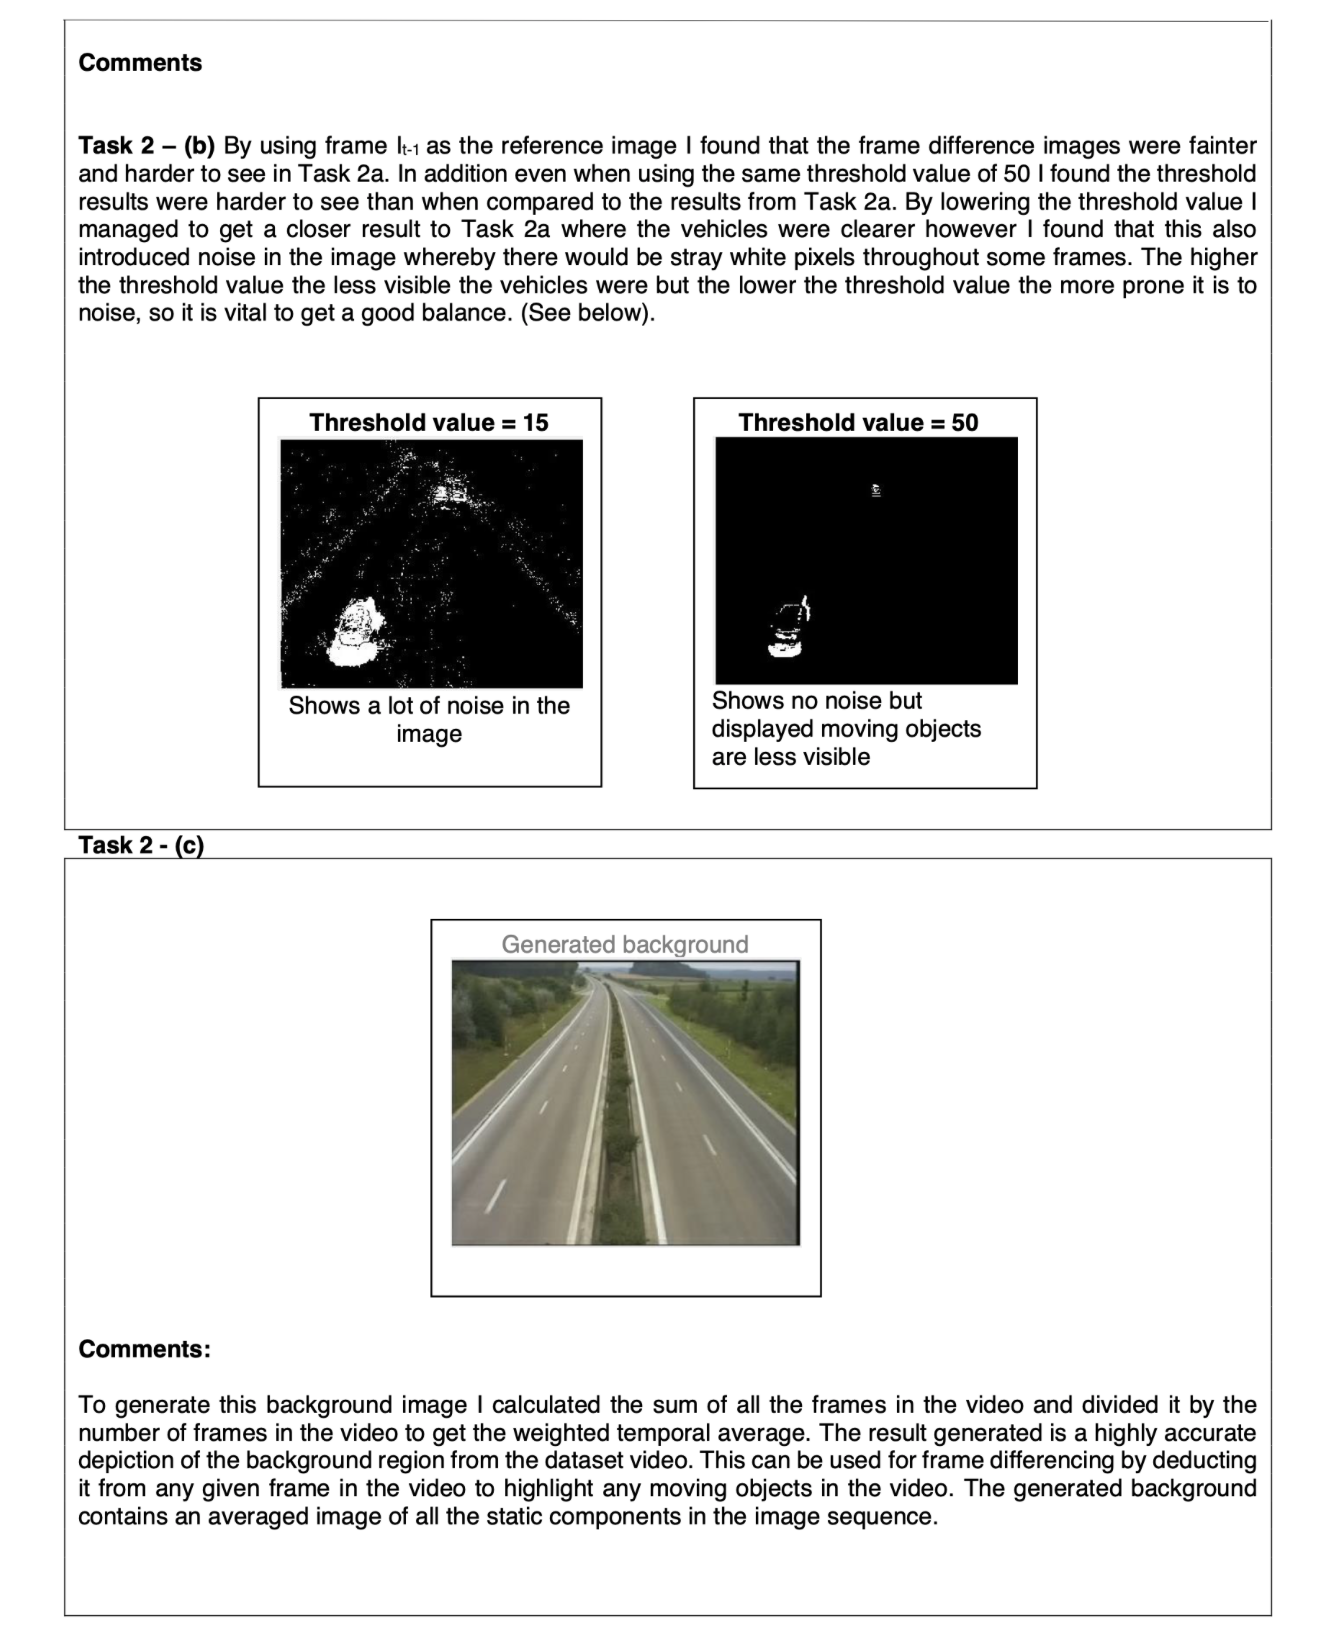 Comments
Task 2 – (b) By using frame It-1 as the reference image I found that the frame difference images were fainter
and harder to see in Task 2a. In addition even when using the same threshold value of 50 I found the threshold
results were harder to see than when compared to the results from Task 2a. By lowering the threshold value I
managed to get a closer result to Task 2a where the vehicles were clearer however I found that this also
introduced noise in the image whereby there would be stray white pixels throughout some frames. The higher
the threshold value the less visible the vehicles were but the lower the threshold value the more prone it is to
noise, so it is vital to get a good balance. (See below).
Threshold value = 15
Shows a lot of noise in the
image
Threshold value = 50
Shows no noise but
displayed moving objects
are less visible
Task 2 - (c)
Generated background
Comments:
To generate this background image I calculated the sum of all the frames in the video and divided it by the
number of frames in the video to get the weighted temporal average. The result generated is a highly accurate
depiction of the background region from the dataset video. This can be used for frame differencing by deducting
it from any given frame in the video to highlight any moving objects in the video. The generated background
contains an averaged image of all the static components in the image sequence.